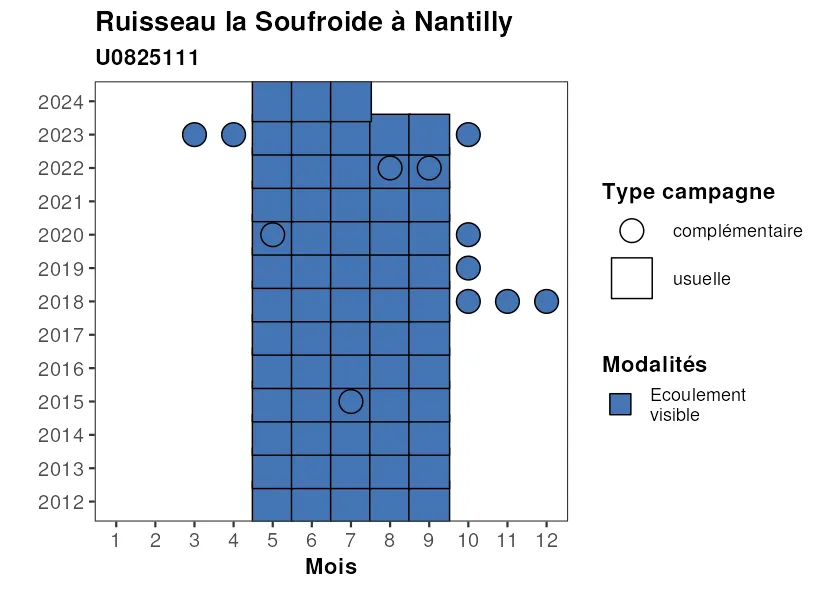 Ruisseau la Soufroide à Nantilly
U0825111
2024
2023
2022
2021
2020
2019
2018
2017
2016
2015
2014
2013
2012
1 2 3 4 5 6 7 8 9 10 11 12
Mois
Type campagne
complémentaire
usuelle
Modalités
Ecoulement
visible